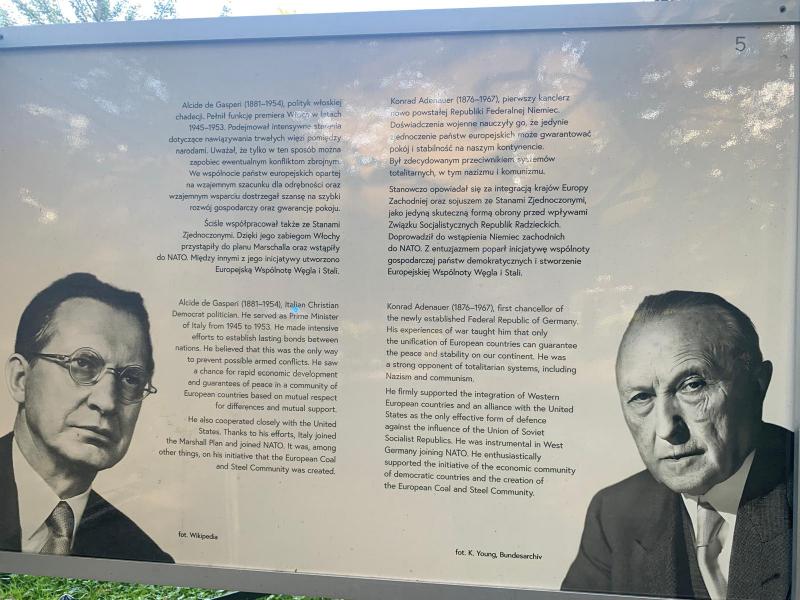 5
Alcide de Gasperi (1881–1954), polityk włoskiej
chadecji. Pełnił funkcję premiera Włoch w latach
1945–1953. Podejmował intensywne starania
dotyczące nawiązywania trwałych więzi pomiędzy
narodami. Uważał, że tylko w ten sposób można
zapobiec ewentualnym konfliktom zbrojnym.
We wspólnocie państw europejskich opartej
na wzajemnym szacunku dla odrębności oraz
wzajemnym wsparciu dostrzegał szansę na szybki
rozwój gospodarczy oraz gwarancję pokoju.
Ściśle współpracował także ze Stanami
Zjednoczonymi. Dzięki jego zabiegom Włochy
przystąpiły do planu Marschalla oraz wstąpiły
do NATO. Między innymi z jego inicjatywy utworzono
Europejską Wspólnotę Węgla i Stali.
Alcide de Gasperi (1881–1954), Italian Christian
Democrat politician. He served as Prime Minister
of Italy from 1945 to 1953. He made intensive
efforts to establish lasting bonds between
nations. He believed that this was the only way
to prevent possible armed conflicts. He saw
a chance for rapid economic development
and guarantees of peace in a community of
European countries based on mutual respect
for differences and mutual support.
He also cooperated closely with the United
States. Thanks to his efforts, Italy joined
the Marshall Plan and joined NATO. It was, among
other things, on his initiative that the European Coal
and Steel Community was created.
fot. Wikipedia
Konrad Adenauer (1876–1967), pierwszy kanclerz
nowo powstałej Republiki Federalnej Niemiec.
Doświadczenia wojenne nauczyły go, że jedynie
zjednoczenie państw europejskich może gwarantować
pokój i stabilność na naszym kontynencie.
Był zdecydowanym przeciwnikiem systemów
totalitarnych, w tym nazizmu i komunizmu.
Stanowczo opowiadał się za integracją krajów Europy
Zachodniej oraz sojuszem ze Stanami Zjednoczonymi,
jako jedyną skuteczną formą obrony przed wpływami
Związku Socjalistycznych Republik Radzieckich.
Doprowadził do wstąpienia Niemiec zachodnich
do NATO. Z entuzjazmem poparł inicjatywę wspólnoty
gospodarczej państw demokratycznych i stworzenie
Europejskiej Wspólnoty Węgla i Stali.
Konrad Adenauer (1876–1967), first chancellor of
the newly established Federal Republic of Germany.
His experiences of war taught him that only
the unification of European countries can guarantee
the peace and stability on our continent. He was
a strong opponent of totalitarian systems, including
Nazism and communism.
He firmly supported the integration of Western
European countries and an alliance with the United
States as the only effective form of defence
against the influence of the Union of Soviet
Socialist Republics. He was instrumental in West
Germany joining NATO. He enthusiastically
supported the initiative of the economic community
of democratic countries and the creation of
the European Coal and Steel Community.
fot. K. Young, Bundesarchiv